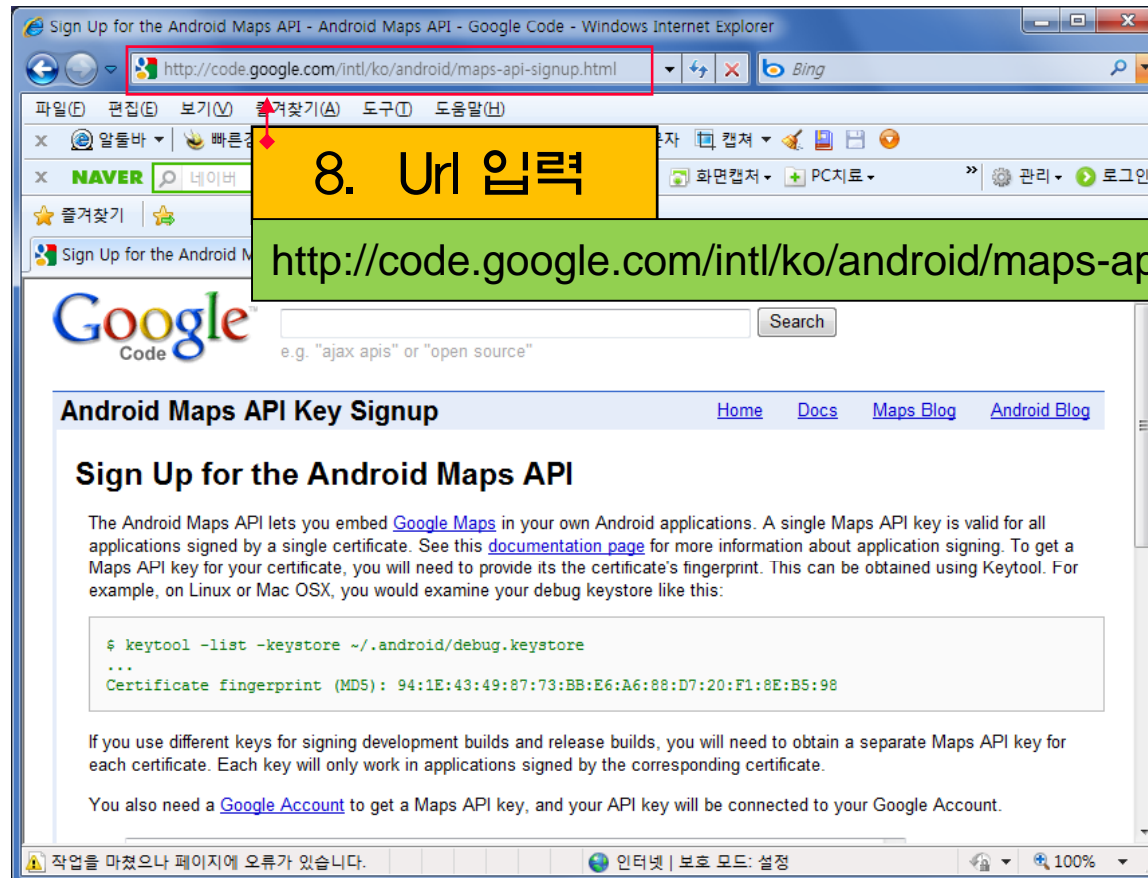 Sign Up for the Android Maps API - Android Maps API - Google Code - Windows Internet Explorer
http://code.google.com/intl/ko/android/maps-api-signup.html
Bing
파일(F) 편집(E) 보기(V) 즐겨찾기(A) 도구(T) 도움말(H)
x 알툴바 캡쳐
8. Url 입력
x NAVER 네이버 화면캡처 PC치료 » 관리 로그인
즐겨찾기
Sign Up for the Android M
http://code.google.com/intl/ko/android/maps-ap
Google™
Code
Search
e.g. "ajax apis" or "open source"
Android Maps API Key Signup Home Docs Maps Blog Android Blog
Sign Up for the Android Maps API
The Android Maps API lets you embed Google Maps in your own Android applications. A single Maps API key is valid for all
applications signed by a single certificate. See this documentation page for more information about application signing. To get a
Maps API key for your certificate, you will need to provide its the certificate's fingerprint. This can be obtained using Keytool. For
example, on Linux or Mac OSX, you would examine your debug keystore like this:
$ keytool -list -keystore ~/.android/debug.keystore
...
Certificate fingerprint (MD5): 94:1E:43:49:87:73:BB:E6:A6:88:D7:20:F1:8E:B5:98
If you use different keys for signing development builds and release builds, you will need to obtain a separate Maps API key for
each certificate. Each key will only work in applications signed by the corresponding certificate.
You also need a Google Account to get a Maps API key, and your API key will be connected to your Google Account.
작업을 마쳤으나 페이지에 오류가 있습니다. 인터넷 | 보호 모드: 설정 100%